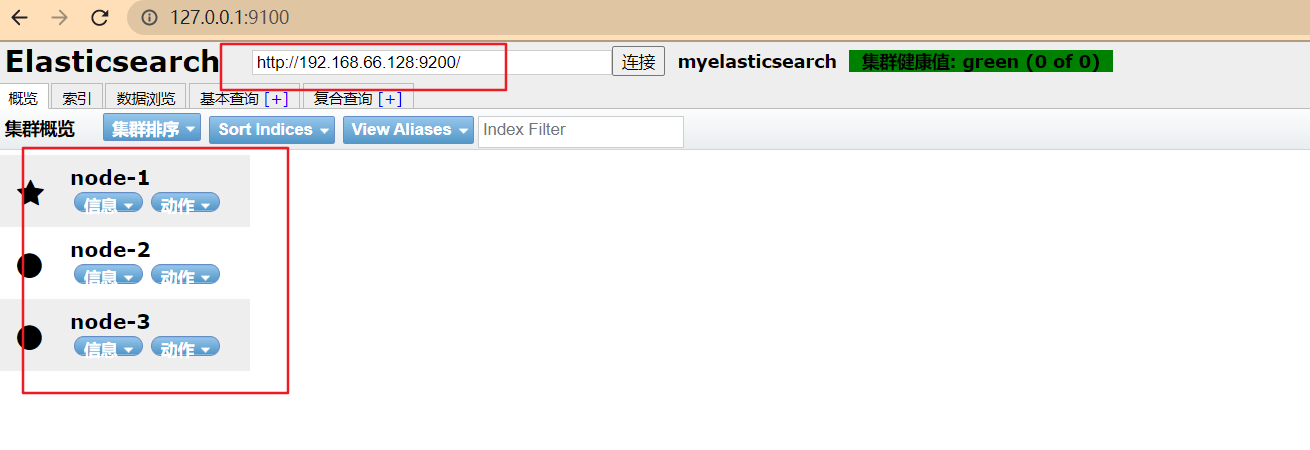 127.0.0.1:9100
Elasticsearch http://192.168.66.128:9200/ 连接 myelasticsearch 集群健康值: green (0 of 0)
概览 索引 数据浏览 基本查询 [+] 复合查询 [+]
集群概览 集群排序 Sort Indices View Aliases Index Filter
node-1
信息 动作
node-2
信息 动作
node-3
信息 动作